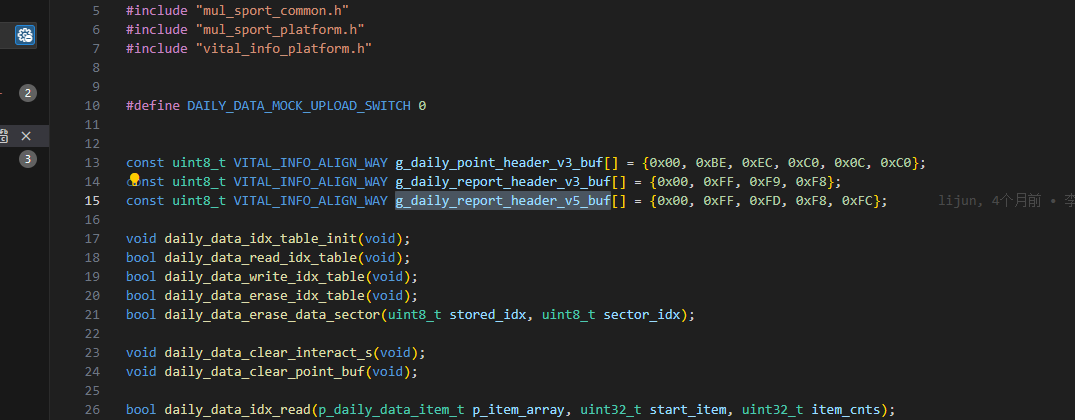 5 #include "mul_sport_common.h"
6 #include "mul_sport_platform.h"
7 #include "vital_info_platform.h"
8
9
10 #define DAILY_DATA_MOCK_UPLOAD_SWITCH 0
11
12
13 const uint8_t VITAL_INFO_ALIGN_WAY g_daily_point_header_v3_buf[] = {0x00, 0xBE, 0xEC, 0xC0, 0x0C, 0xC0};
14 const uint8_t VITAL_INFO_ALIGN_WAY g_daily_report_header_v3_buf[] = {0x00, 0xFF, 0xF9, 0xF8};
15 const uint8_t VITAL_INFO_ALIGN_WAY g_daily_report_header_v5_buf[] = {0x00, 0xFF, 0xFD, 0xF8, 0xFC}; lijun, 4个月前 • 李
16
17 void daily_data_idx_table_init(void);
18 bool daily_data_read_idx_table(void);
19 bool daily_data_write_idx_table(void);
20 bool daily_data_erase_idx_table(void);
21 bool daily_data_erase_data_sector(uint8_t stored_idx, uint8_t sector_idx);
22
2
3
23 void daily_data_clear_interact_s(void);
24 void daily_data_clear_point_buf(void);
25
26 bool daily_data_idx_read(p_daily_data_item_t p_item_array, uint32_t start_item, uint32_t item_cnts);